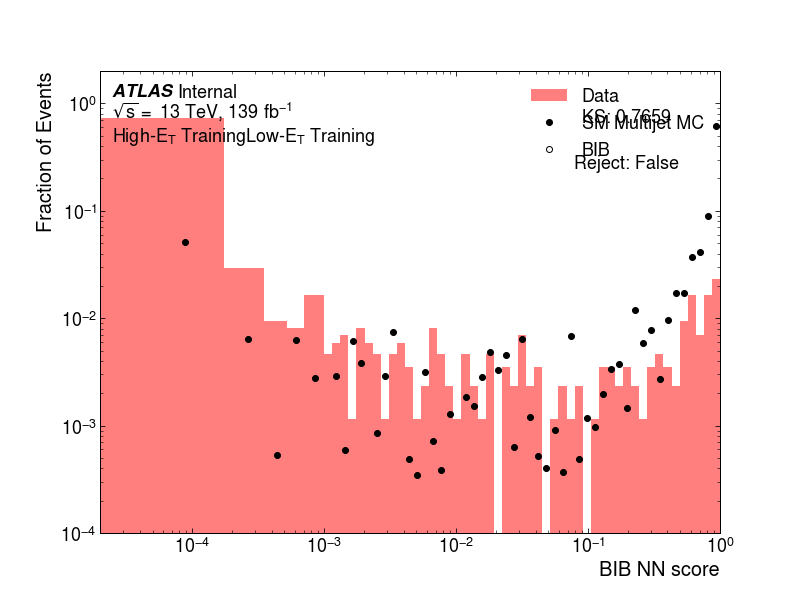 ATLAS Internal
√s = 13 TeV, 139 fb⁻¹
High-E_T TrainingLow-E_T Training
Data
KS: 0.7659
SM Multijet MC
BIB
Reject: False
Fraction of Events
10⁰
10⁻¹
10⁻²
10⁻³
10⁻⁴
10⁻⁴ 10⁻³ 10⁻² 10⁻¹ 10⁰
BIB NN score